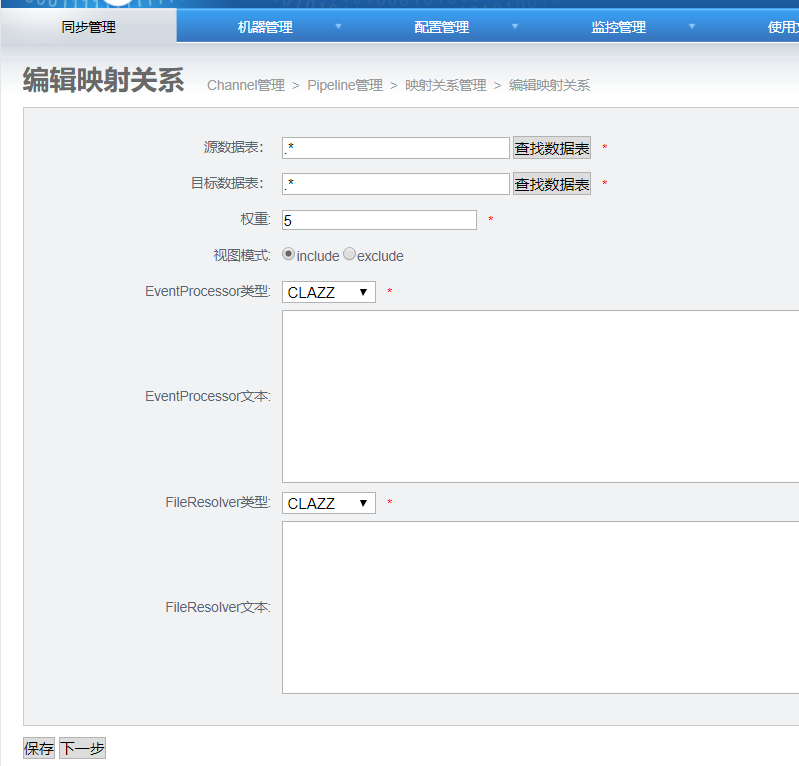 同步管理 机器管理 配置管理 监控管理
编辑映射关系 Channel管理 > Pipeline管理 > 映射关系管理 > 编辑映射关系
源数据表: .* 查找数据表 *
目标数据表: .* 查找数据表 *
权重: 5 *
视图模式: include exclude
EventProcessor类型: CLAZZ *
EventProcessor文本:
FileResolver类型: CLAZZ *
FileResolver文本:
保存 下一步